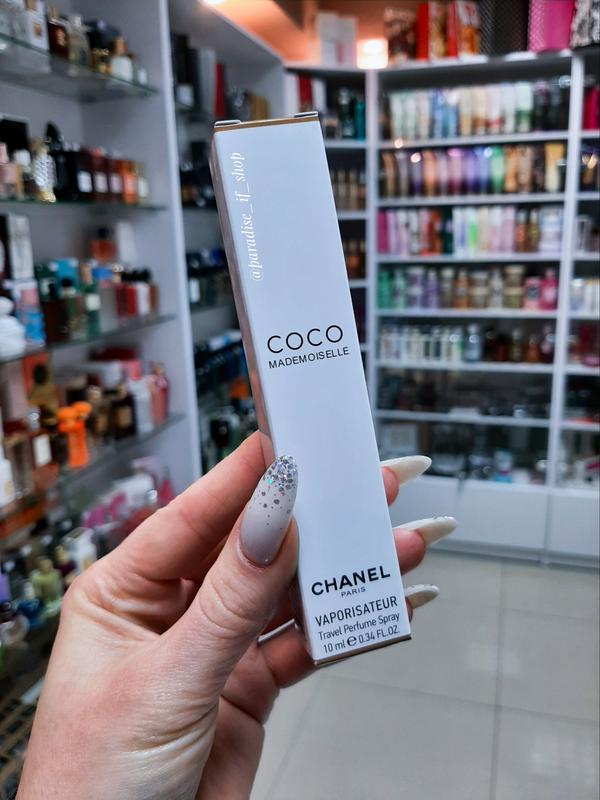 @paradise_if_shop
COCO
MADEMOISELLE
CHANEL
PARIS
VAPORISATEUR
Travel Perfume Spray
10 ml ℮ 0.34 FL.OZ.